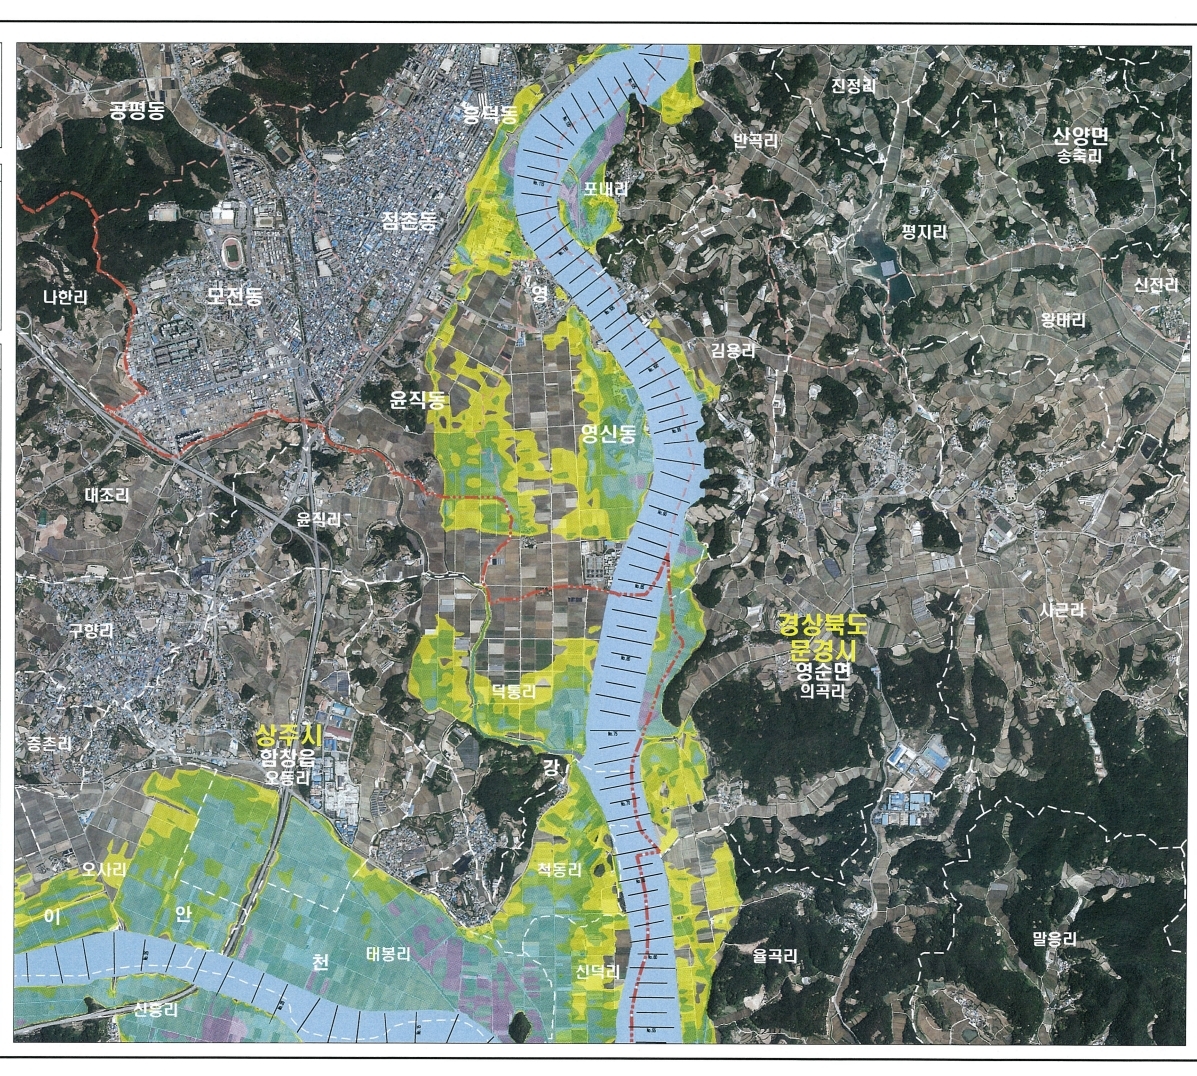 진정리
공평동
흥덕동
산양면
송죽리
반곡리
포내리
점촌동
평지리
나한리
모전동
영
신전리
왕태리
김용리
윤직동
영신동
대조리
윤직리
사근리
구향리
경상북도
문경시
영순면
의곡리
덕통리
상주시
함창읍
오동리
증촌리
강
오사리
척동리
이
안
천
태봉리
신덕리
율곡리
말응리
신흥리